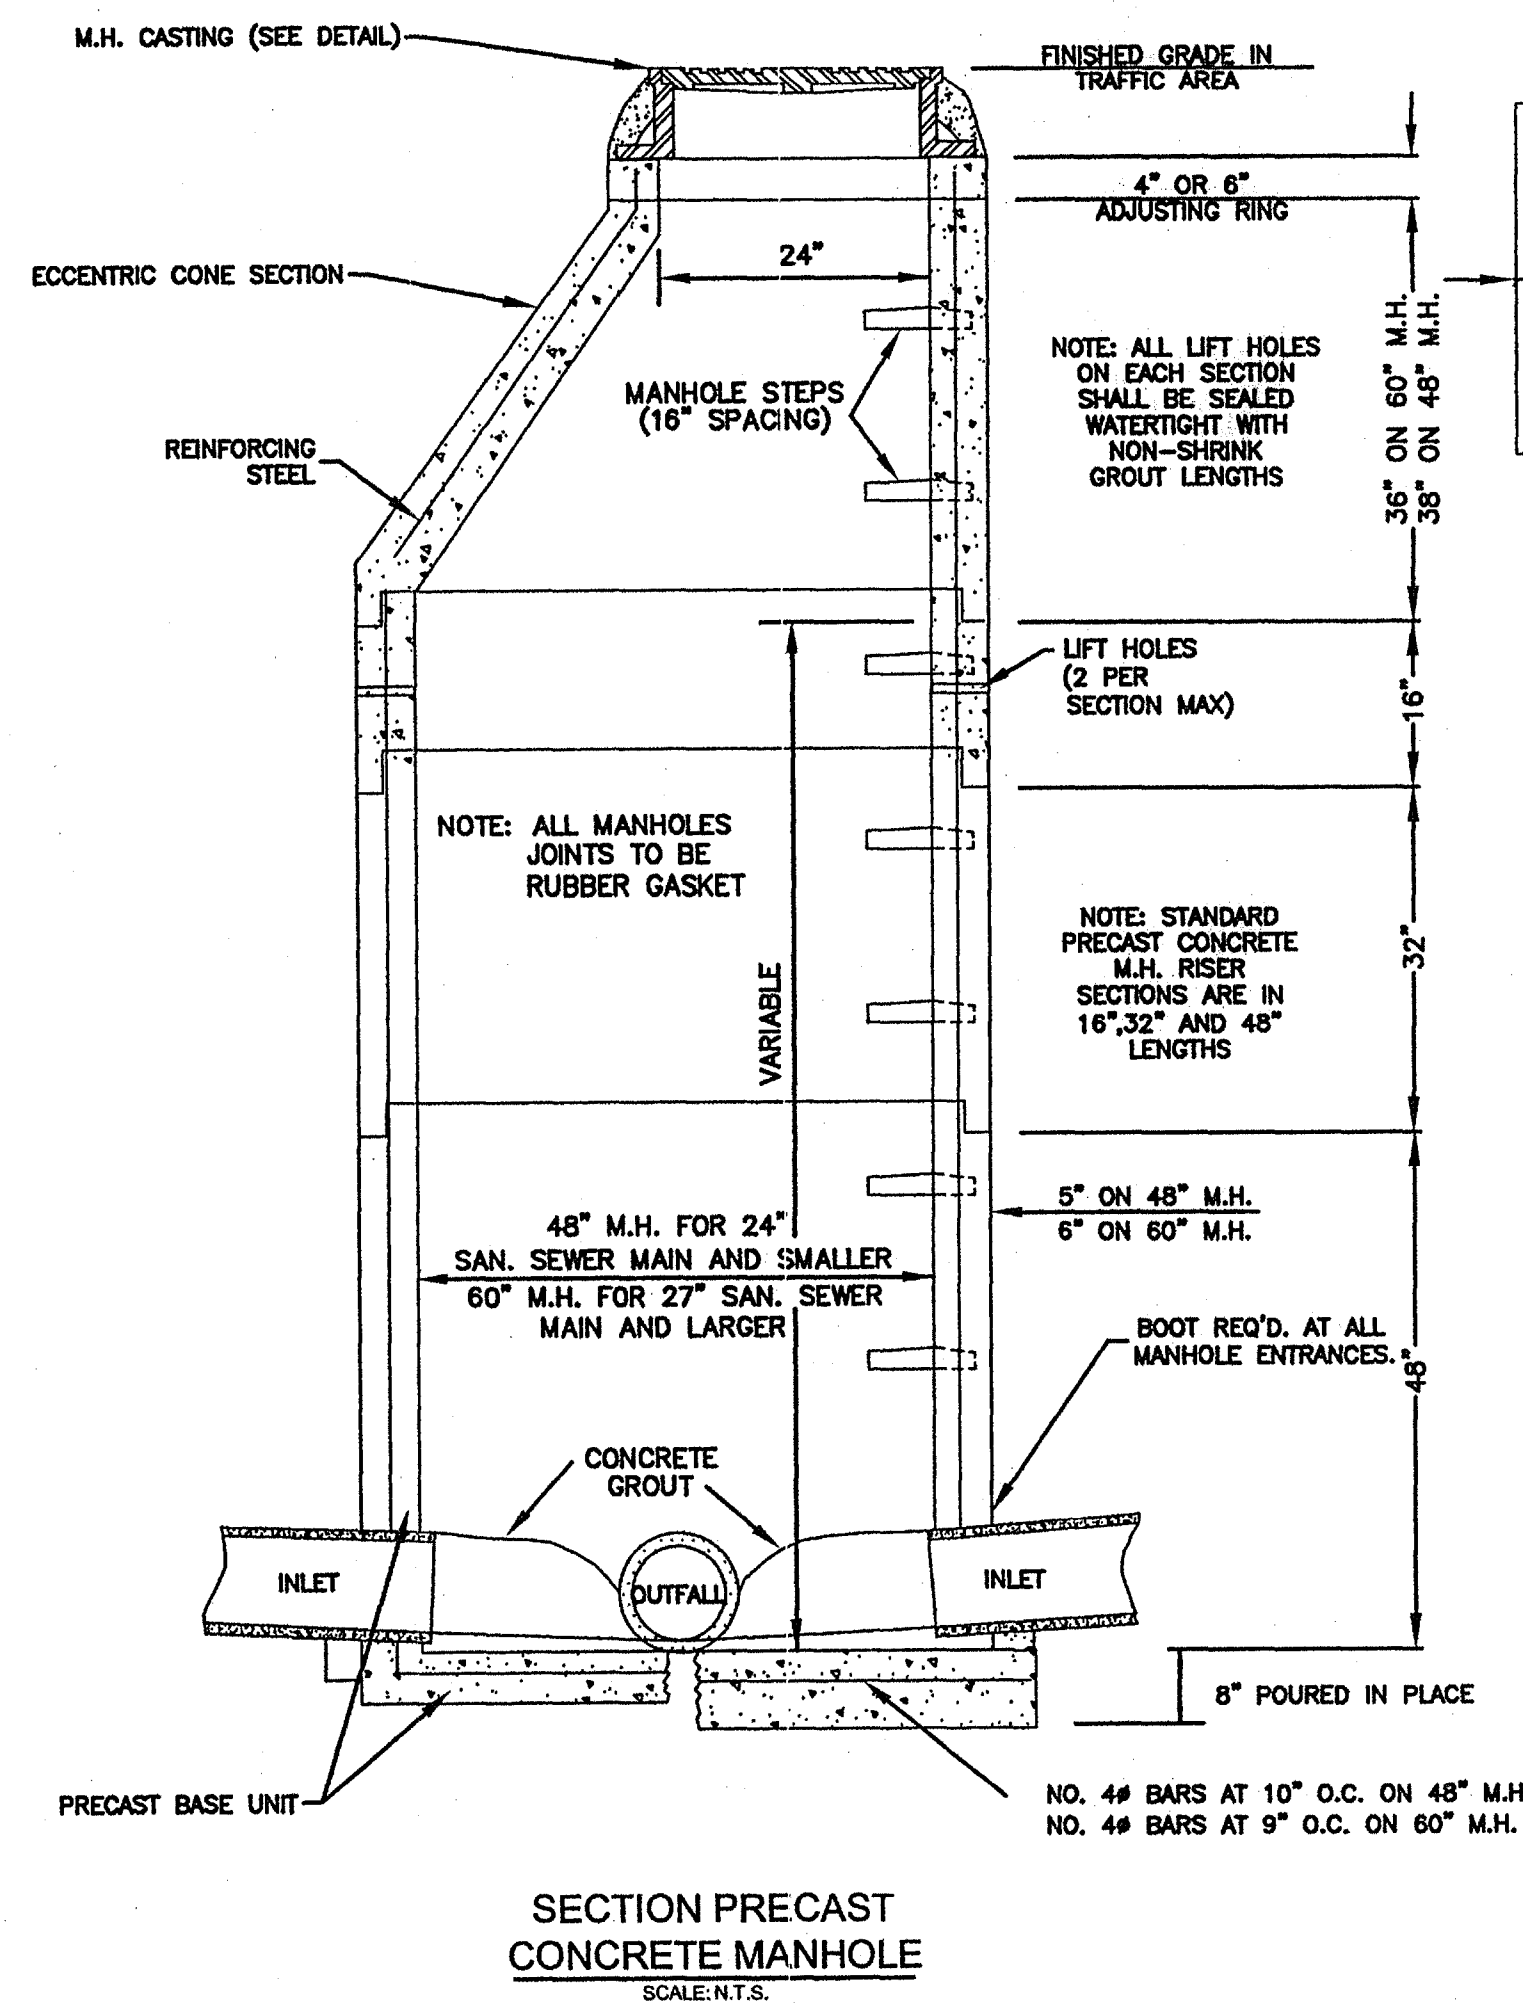 M.H. CASTING (SEE DETAIL)
FINISHED GRADE IN
TRAFFIC AREA
4" OR 6"
ADJUSTING RING
24"
ECCENTRIC CONE SECTION
36" ON 60" M.H.
38" ON 48" M.H.
NOTE: ALL LIFT HOLES
ON EACH SECTION
SHALL BE SEALED
WATERTIGHT WITH
NON-SHRINK
GROUT LENGTHS
MANHOLE STEPS
(16" SPACING)
REINFORCING
STEEL
LIFT HOLES
(2 PER
SECTION MAX)
16"
NOTE: ALL MANHOLES
JOINTS TO BE
RUBBER GASKET
NOTE: STANDARD
PRECAST CONCRETE
M.H. RISER
SECTIONS ARE IN
16",32" AND 48"
LENGTHS
32"
VARIABLE
5" ON 48" M.H.
6" ON 60" M.H.
48" M.H. FOR 24"
SAN. SEWER MAIN AND SMALLER
60" M.H. FOR 27" SAN. SEWER
MAIN AND LARGER
BOOT REQ'D. AT ALL
MANHOLE ENTRANCES.
48"
CONCRETE
GROUT
INLET
OUTFALL
INLET
8" POURED IN PLACE
PRECAST BASE UNIT
NO. 4ø BARS AT 10" O.C. ON 48" M.H
NO. 4ø BARS AT 9" O.C. ON 60" M.H.
SECTION PRECAST
CONCRETE MANHOLE
SCALE: N.T.S.